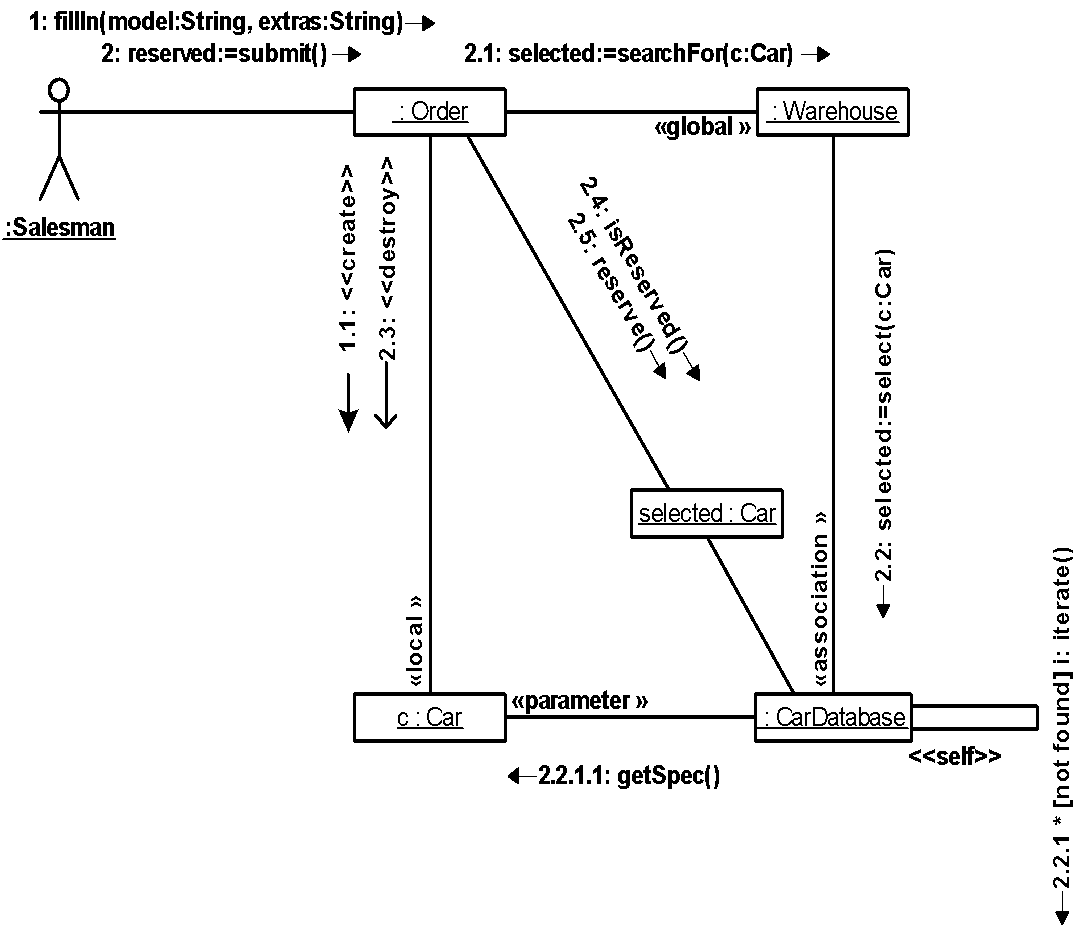 1: fillIn(model:String, extras:String)
2: reserved:=submit()
2.1: selected:=searchFor(c:Car)
: Order
: Warehouse
«global »
:Salesman
1.1: <<create>>
2.3: <<destroy>>
2.4: isReserved()
2.5: reserve()
2.2: selected:=select(c:Car)
selected : Car
«local »
«association »
2.2.1 * [not found] i: iterate()
c : Car
«parameter »
: CarDatabase
<<self>>
2.2.1.1: getSpec()